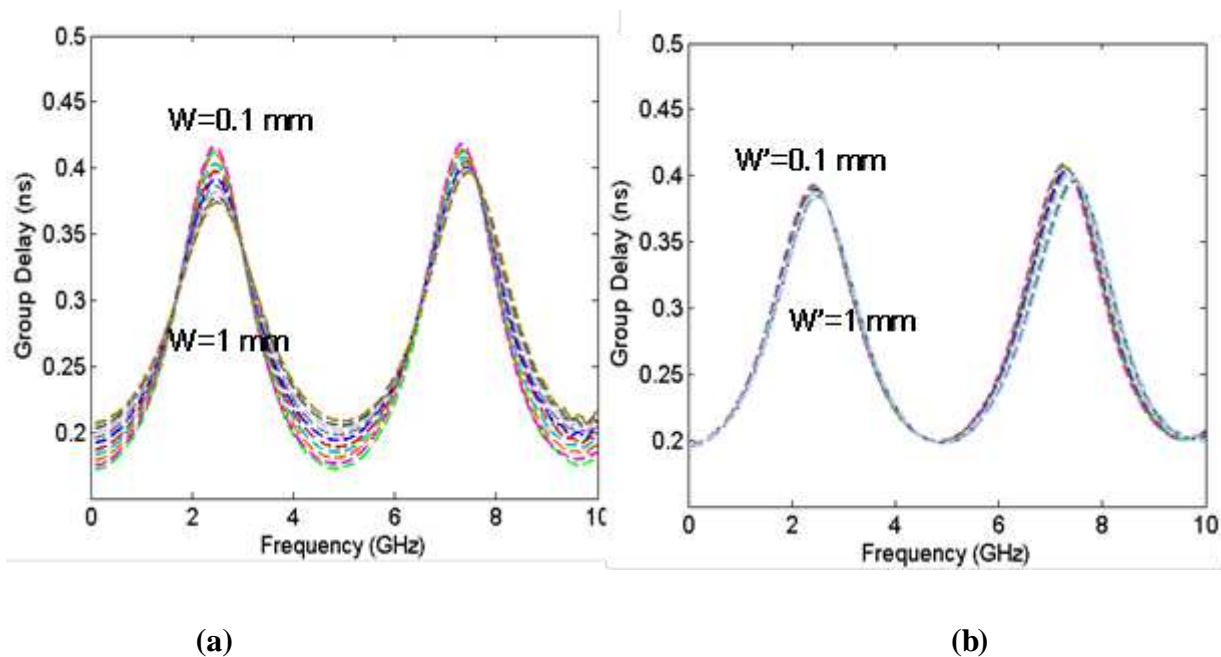 0.5
0.45
0.4
0.35
0.3
0.25
0.2
Group Delay (ns)
W=0.1 mm
W=1 mm
0 2 4 6 8 10
Frequency (GHz)
(a)
0.5
0.45
0.4
0.35
0.3
0.25
0.2
Group Delay (ns)
W'=0.1 mm
W'=1 mm
0 2 4 6 8 10
Frequency (GHz)
(b)